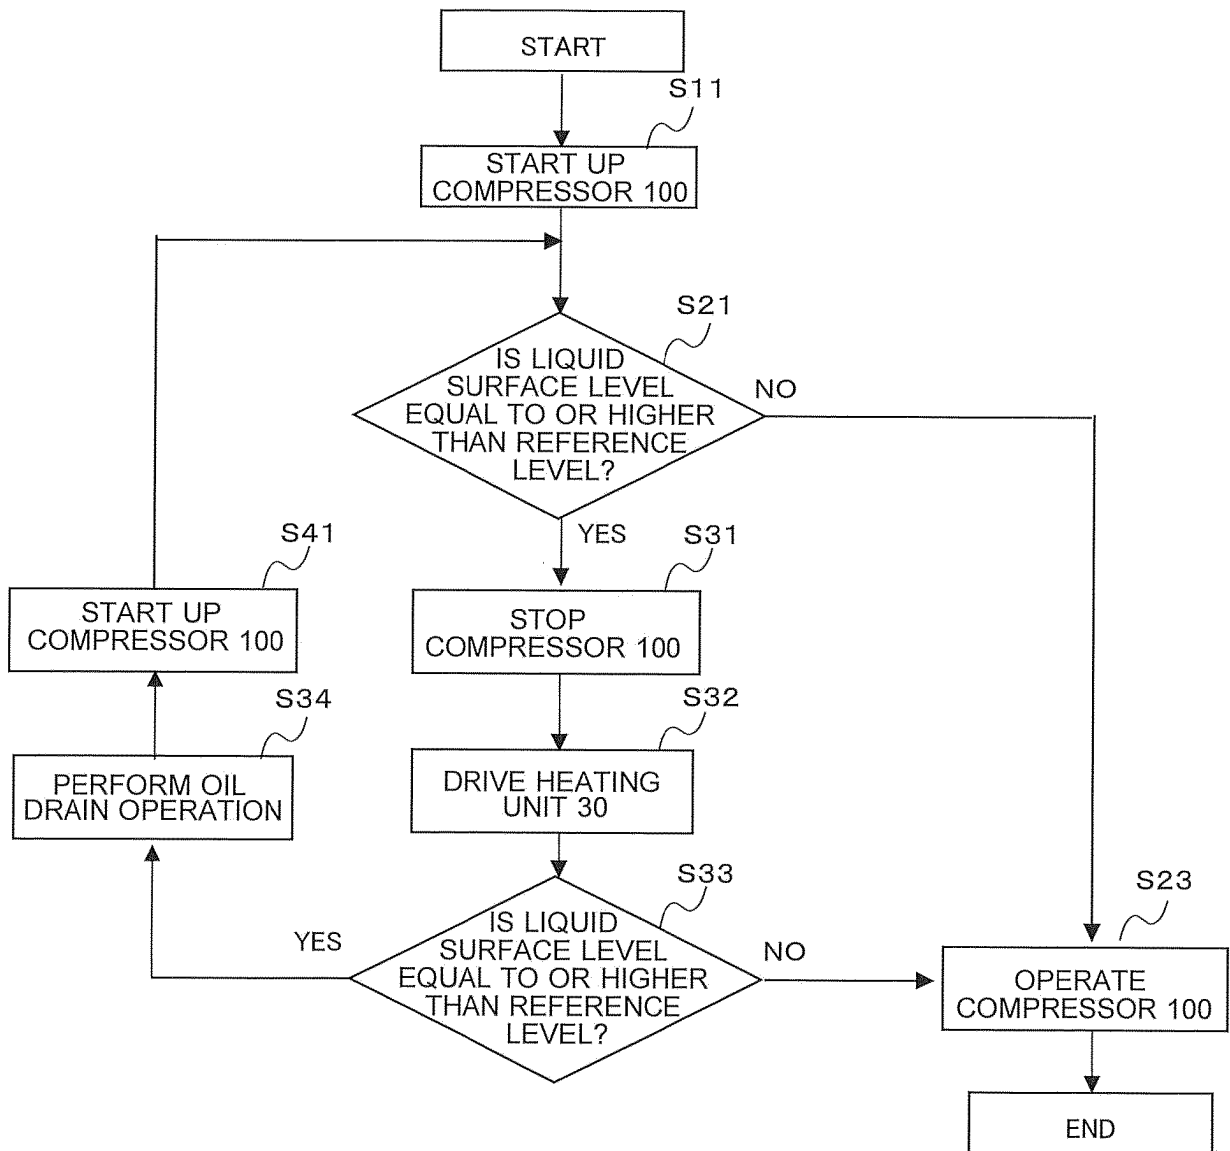 START
S11
START UP
COMPRESSOR 100
S21
IS LIQUID
SURFACE LEVEL
EQUAL TO OR HIGHER
THAN REFERENCE
LEVEL?
NO
YES
S31
STOP
COMPRESSOR 100
S41
START UP
COMPRESSOR 100
S34
PERFORM OIL
DRAIN OPERATION
S32
DRIVE HEATING
UNIT 30
S33
IS LIQUID
SURFACE LEVEL
EQUAL TO OR HIGHER
THAN REFERENCE
LEVEL?
YES
NO
S23
OPERATE
COMPRESSOR 100
END